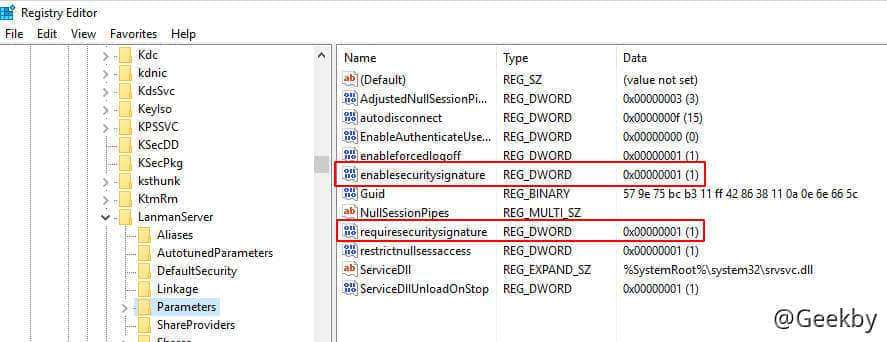 Registry Editor
File Edit View Favorites Help
Kdc
kdnic
KdsSvc
KeyIso
KPSSVC
KSecDD
KSecPkg
ksthunk
KtmRm
LanmanServer
Aliases
AutotunedParameters
DefaultSecurity
Linkage
Parameters
ShareProviders
Shares
Name Type Data
(Default) REG_SZ (value not set)
AdjustedNullSessionPi... REG_DWORD 0x00000003 (3)
autodisconnect REG_DWORD 0x0000000f (15)
EnableAuthenticateUse... REG_DWORD 0x00000000 (0)
enableforcedlogoff REG_DWORD 0x00000001 (1)
enablesecuritysignature REG_DWORD 0x00000001 (1)
Guid REG_BINARY 57 9e 75 bc b3 11 ff 42 86 38 11 0a 0e 6e 66 5c
NullSessionPipes REG_MULTI_SZ
requiresecuritysignature REG_DWORD 0x00000001 (1)
restrictnullsessaccess REG_DWORD 0x00000001 (1)
ServiceDll REG_EXPAND_SZ %SystemRoot%\system32\srvsvc.dll
ServiceDllUnloadOnStop REG_DWORD 0x00000001 (1)
@Geekby